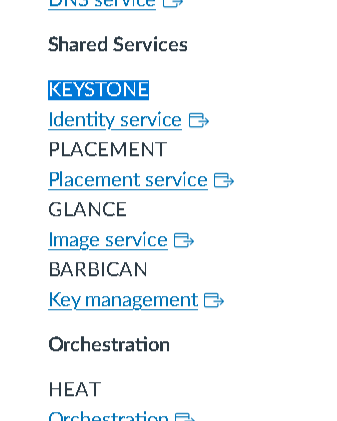 DNS service
Shared Services
KEYSTONE
Identity service
PLACEMENT
Placement service
GLANCE
Image service
BARBICAN
Key management
Orchestration
HEAT
Orchestration